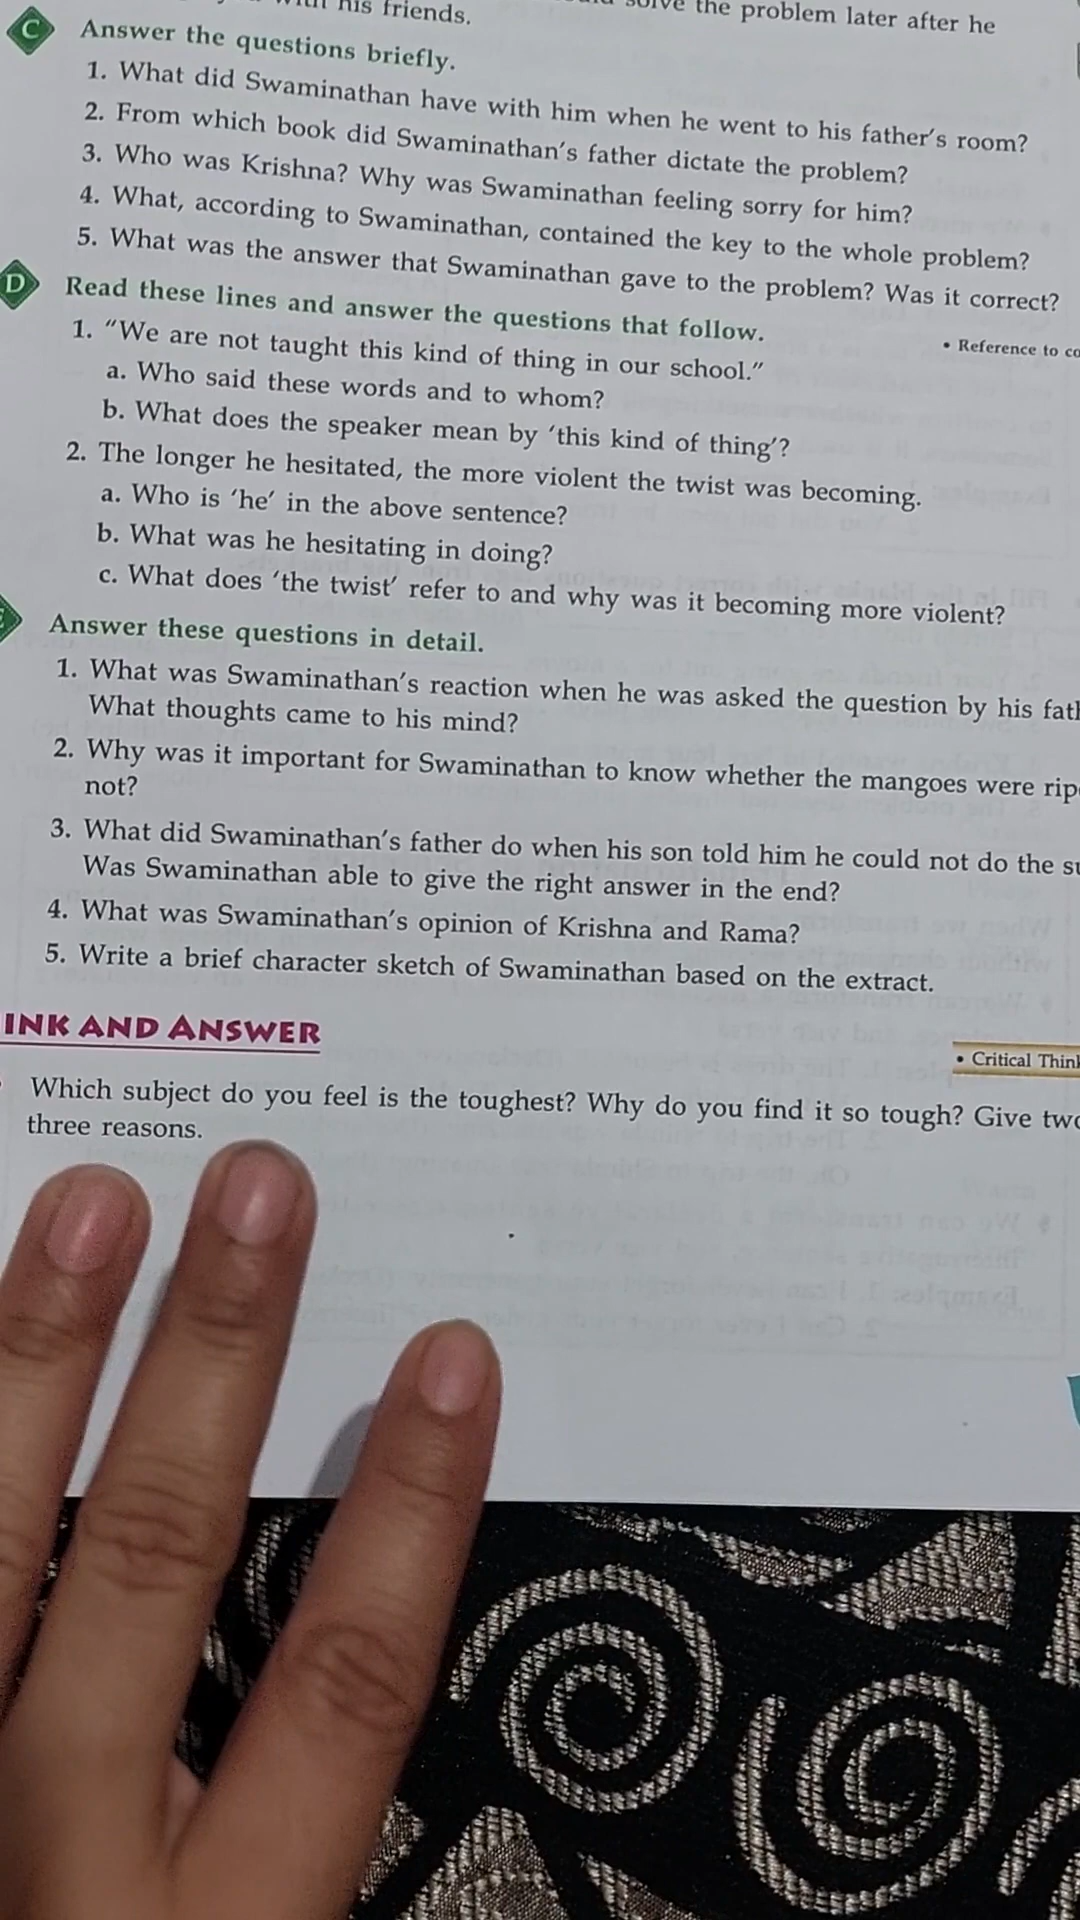 with his friends.
solve the problem later after he
C Answer the questions briefly.
1. What did Swaminathan have with him when he went to his father's room?
2. From which book did Swaminathan's father dictate the problem?
3. Who was Krishna? Why was Swaminathan feeling sorry for him?
4. What, according to Swaminathan, contained the key to the whole problem?
5. What was the answer that Swaminathan gave to the problem? Was it correct?
D Read these lines and answer the questions that follow.
• Reference to co
1. "We are not taught this kind of thing in our school."
a. Who said these words and to whom?
b. What does the speaker mean by 'this kind of thing'?
2. The longer he hesitated, the more violent the twist was becoming.
a. Who is 'he' in the above sentence?
b. What was he hesitating in doing?
c. What does 'the twist' refer to and why was it becoming more violent?
Answer these questions in detail.
1. What was Swaminathan's reaction when he was asked the question by his fath
What thoughts came to his mind?
2. Why was it important for Swaminathan to know whether the mangoes were rip
not?
3. What did Swaminathan's father do when his son told him he could not do the su
Was Swaminathan able to give the right answer in the end?
4. What was Swaminathan's opinion of Krishna and Rama?
5. Write a brief character sketch of Swaminathan based on the extract.
INK AND ANSWER
• Critical Think
Which subject do you feel is the toughest? Why do you find it so tough? Give two
three reasons.